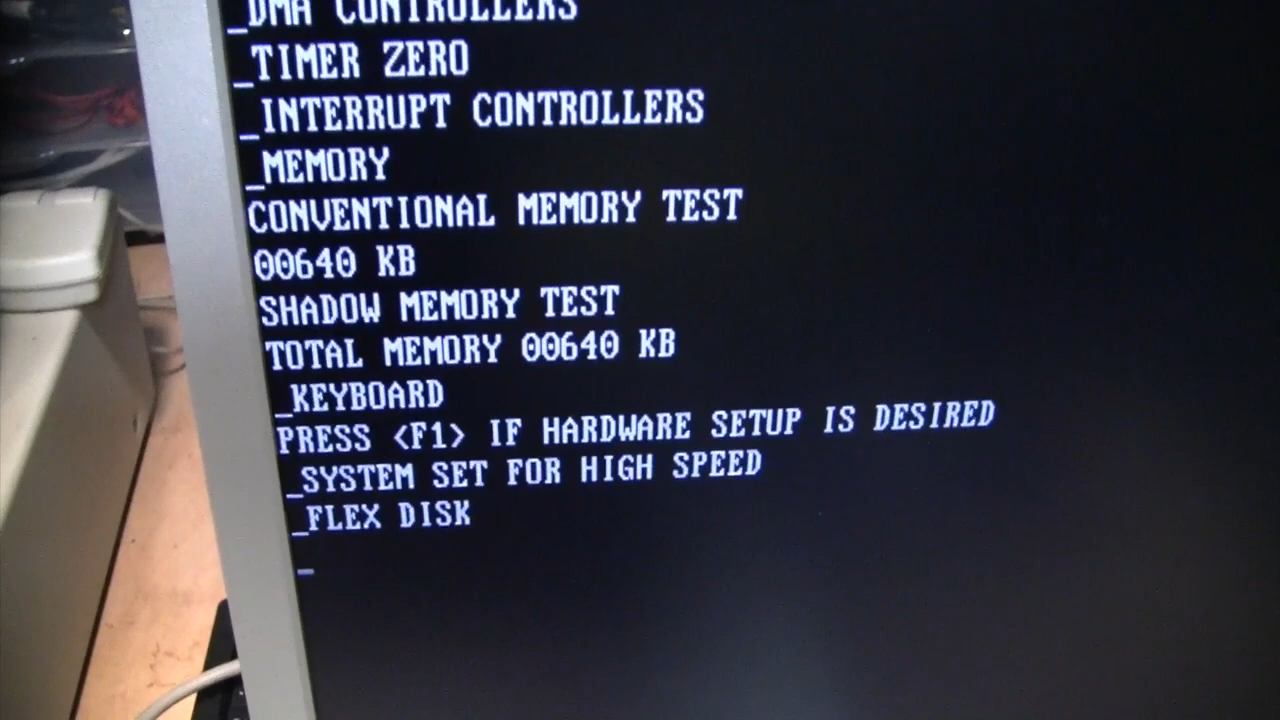 _DMA CONTROLLERS
_TIMER ZERO
_INTERRUPT CONTROLLERS
_MEMORY
CONVENTIONAL MEMORY TEST
00640 KB
SHADOW MEMORY TEST
TOTAL MEMORY 00640 KB
_KEYBOARD
PRESS <F1> IF HARDWARE SETUP IS DESIRED
_SYSTEM SET FOR HIGH SPEED
_FLEX DISK
_